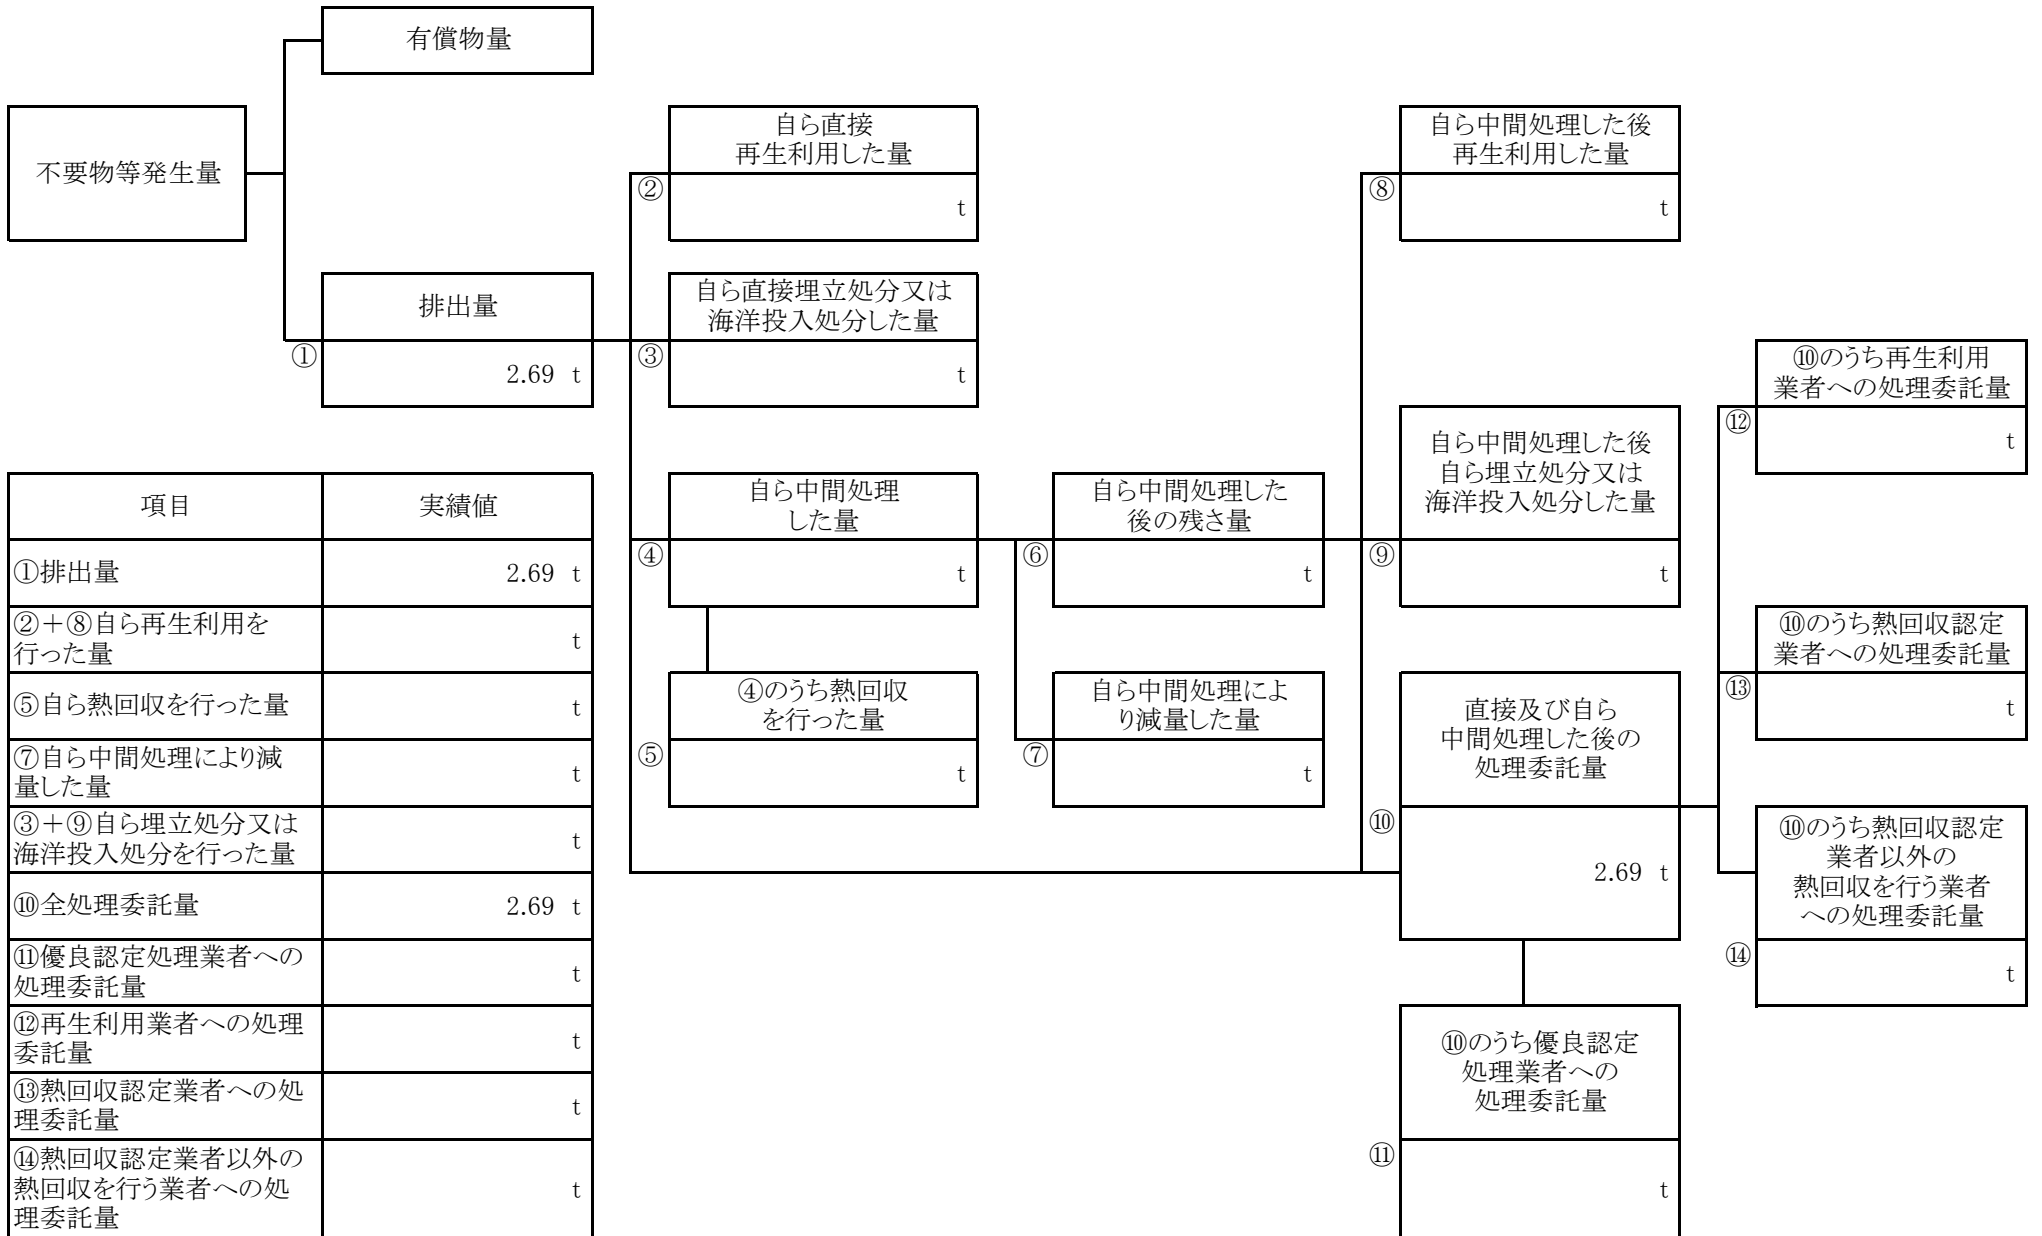 有償物量
不要物等発生量
排出量
①
2.69 t
自ら直接
再生利用した量
②
t
自ら直接埋立処分又は
海洋投入処分した量
③
t
自ら中間処理
した量
④
t
④のうち熱回収
を行った量
⑤
t
自ら中間処理した
後の残さ量
⑥
t
自ら中間処理によ
り減量した量
⑦
t
自ら中間処理した後
再生利用した量
⑧
t
自ら中間処理した後
自ら埋立処分又は
海洋投入処分した量
⑨
t
直接及び自ら
中間処理した後の
処理委託量
⑩
2.69 t
⑩のうち優良認定
処理業者への
処理委託量
⑪
t
⑩のうち再生利用
業者への処理委託量
⑫
t
⑩のうち熱回収認定
業者への処理委託量
⑬
t
⑩のうち熱回収認定
業者以外の
熱回収を行う業者
への処理委託量
⑭
t
項目 実績値
①排出量 2.69 t
②＋⑧自ら再生利用を
行った量
t
⑤自ら熱回収を行った量 t
⑦自ら中間処理により減
量した量
t
③＋⑨自ら埋立処分又は
海洋投入処分を行った量
t
⑩全処理委託量 2.69 t
⑪優良認定処理業者への
処理委託量
t
⑫再生利用業者への処理
委託量
t
⑬熱回収認定業者への処
理委託量
t
⑭熱回収認定業者以外の
熱回収を行う業者への処
理委託量
t